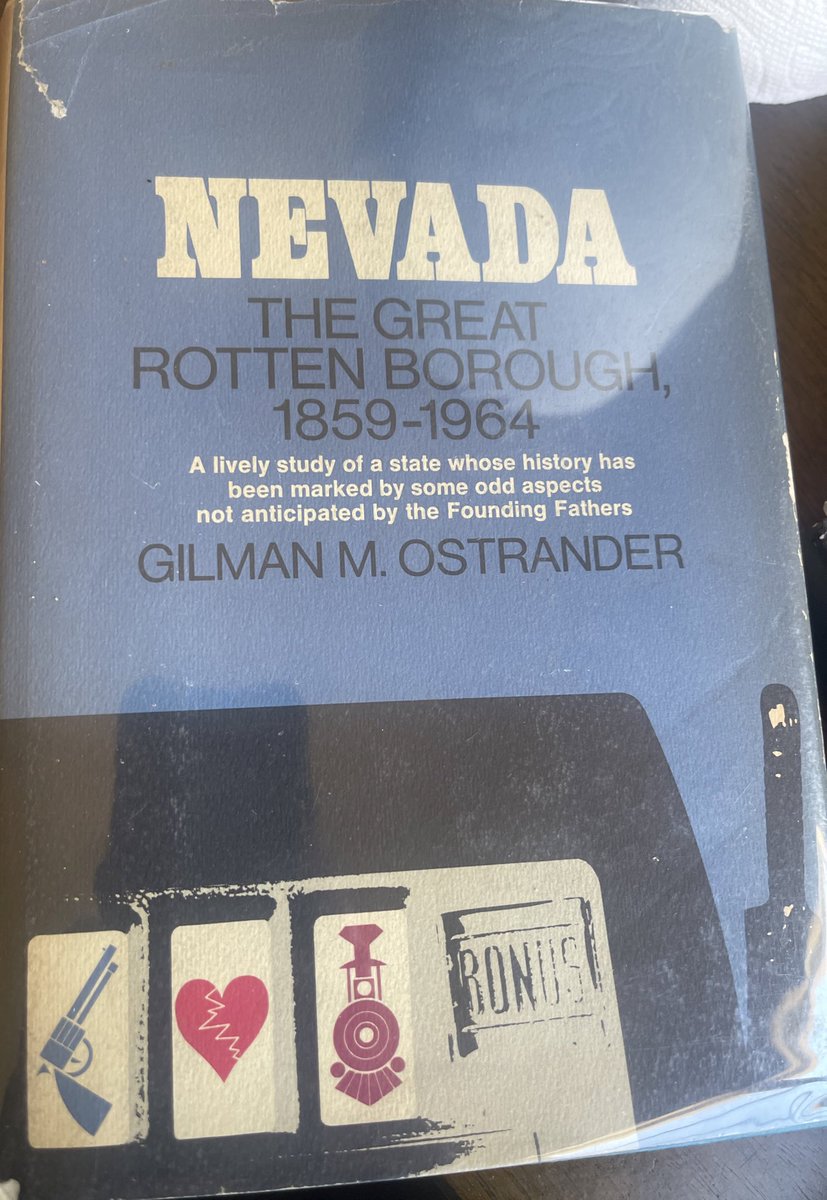 NEVADA
THE GREAT
ROTTEN BOROUGH,
1859-1964
A lively study of a state whose history has
been marked by some odd aspects
not anticipated by the Founding Fathers
GILMAN M. OSTRANDER
BONUS